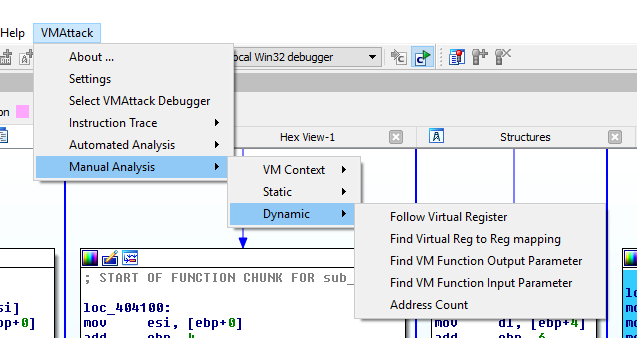 Help VMAttack
About ...
Settings
Select VMAttack Debugger
Instruction Trace
Automated Analysis
Manual Analysis
ocal Win32 debugger
on
Hex View-1
Structures
VM Context
Static
Dynamic
Follow Virtual Register
Find Virtual Reg to Reg mapping
Find VM Function Output Parameter
Find VM Function Input Parameter
Address Count
; START OF FUNCTION CHUNK FOR sub_
loc_404100:
mov esi, [ebp+0]
add ebp, 4
si]
bp+0]
mov dl, [ebp+4]
add ebp, 6
lo
mo
ad